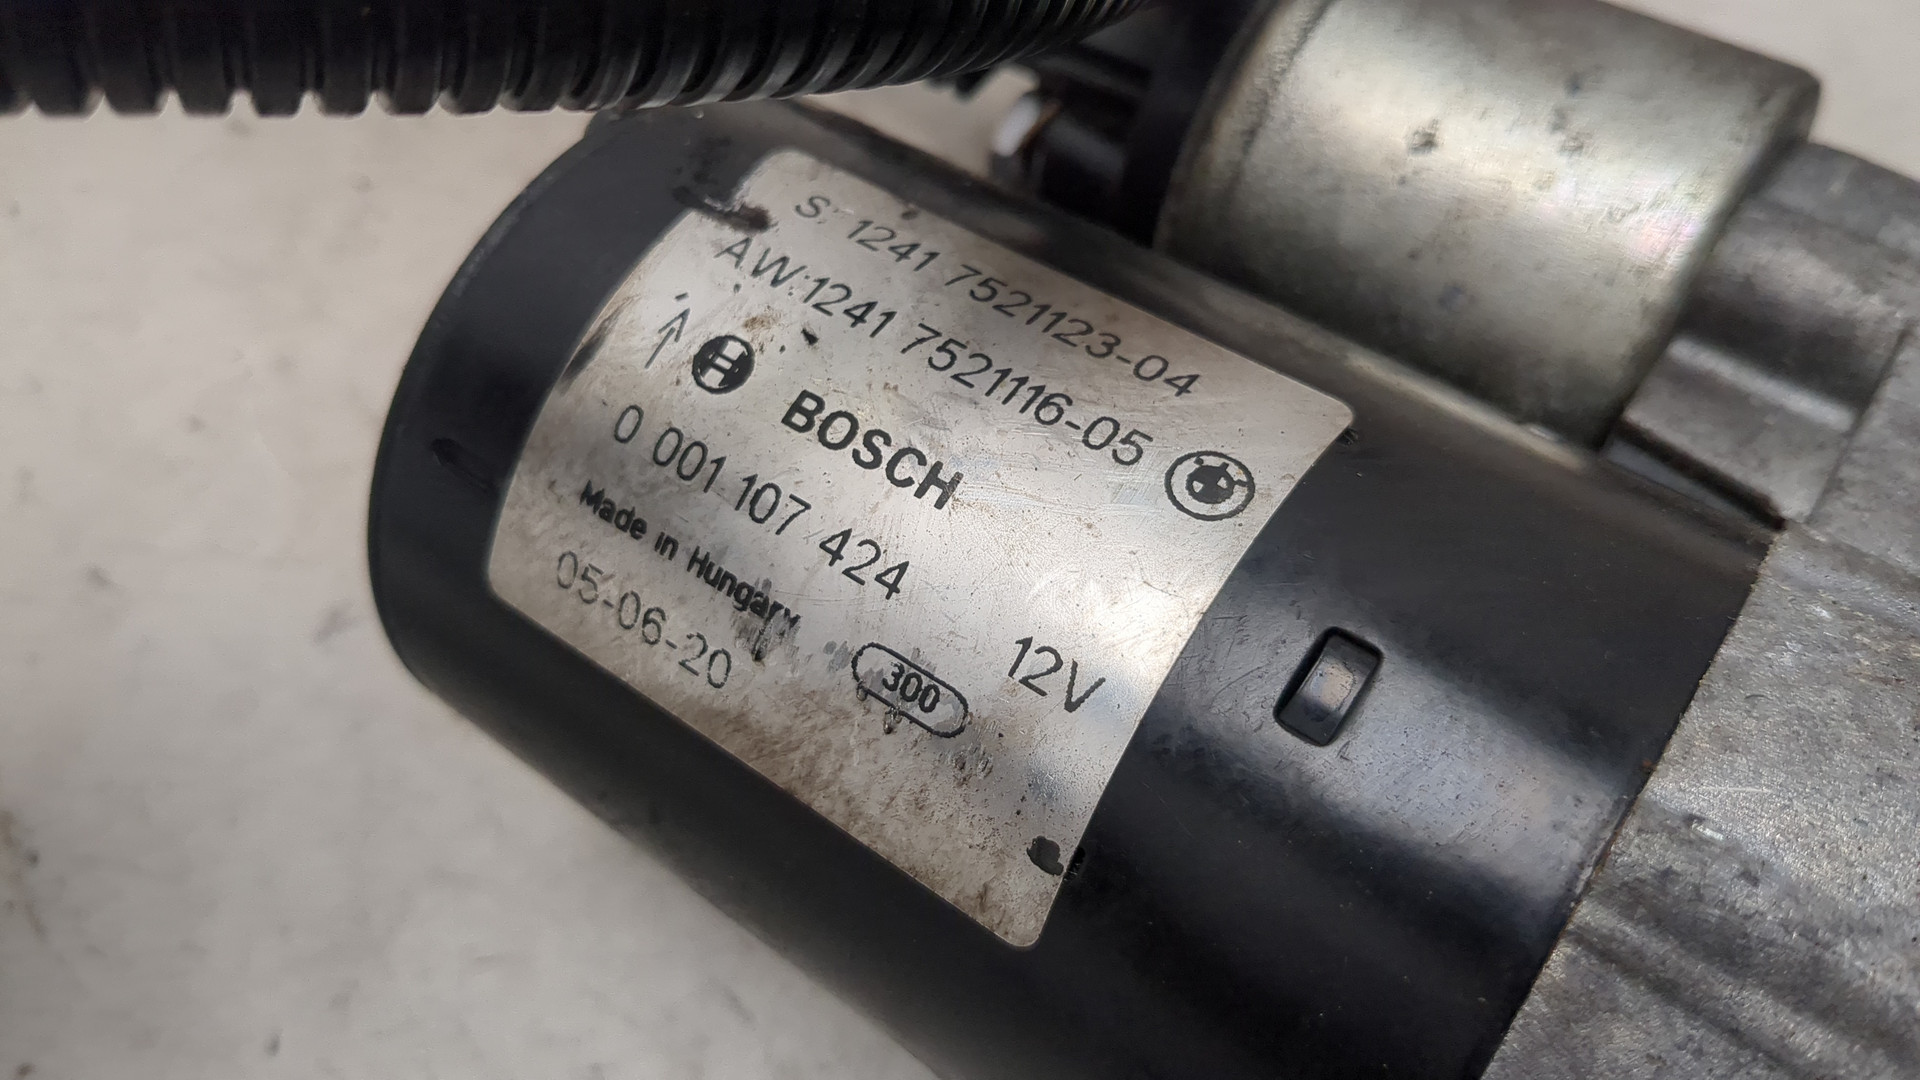 S: 1241 7521123-04
AW:1241 7521116-05
BOSCH
0 001 107 424
Made in Hungary
05-06-20
300
12V